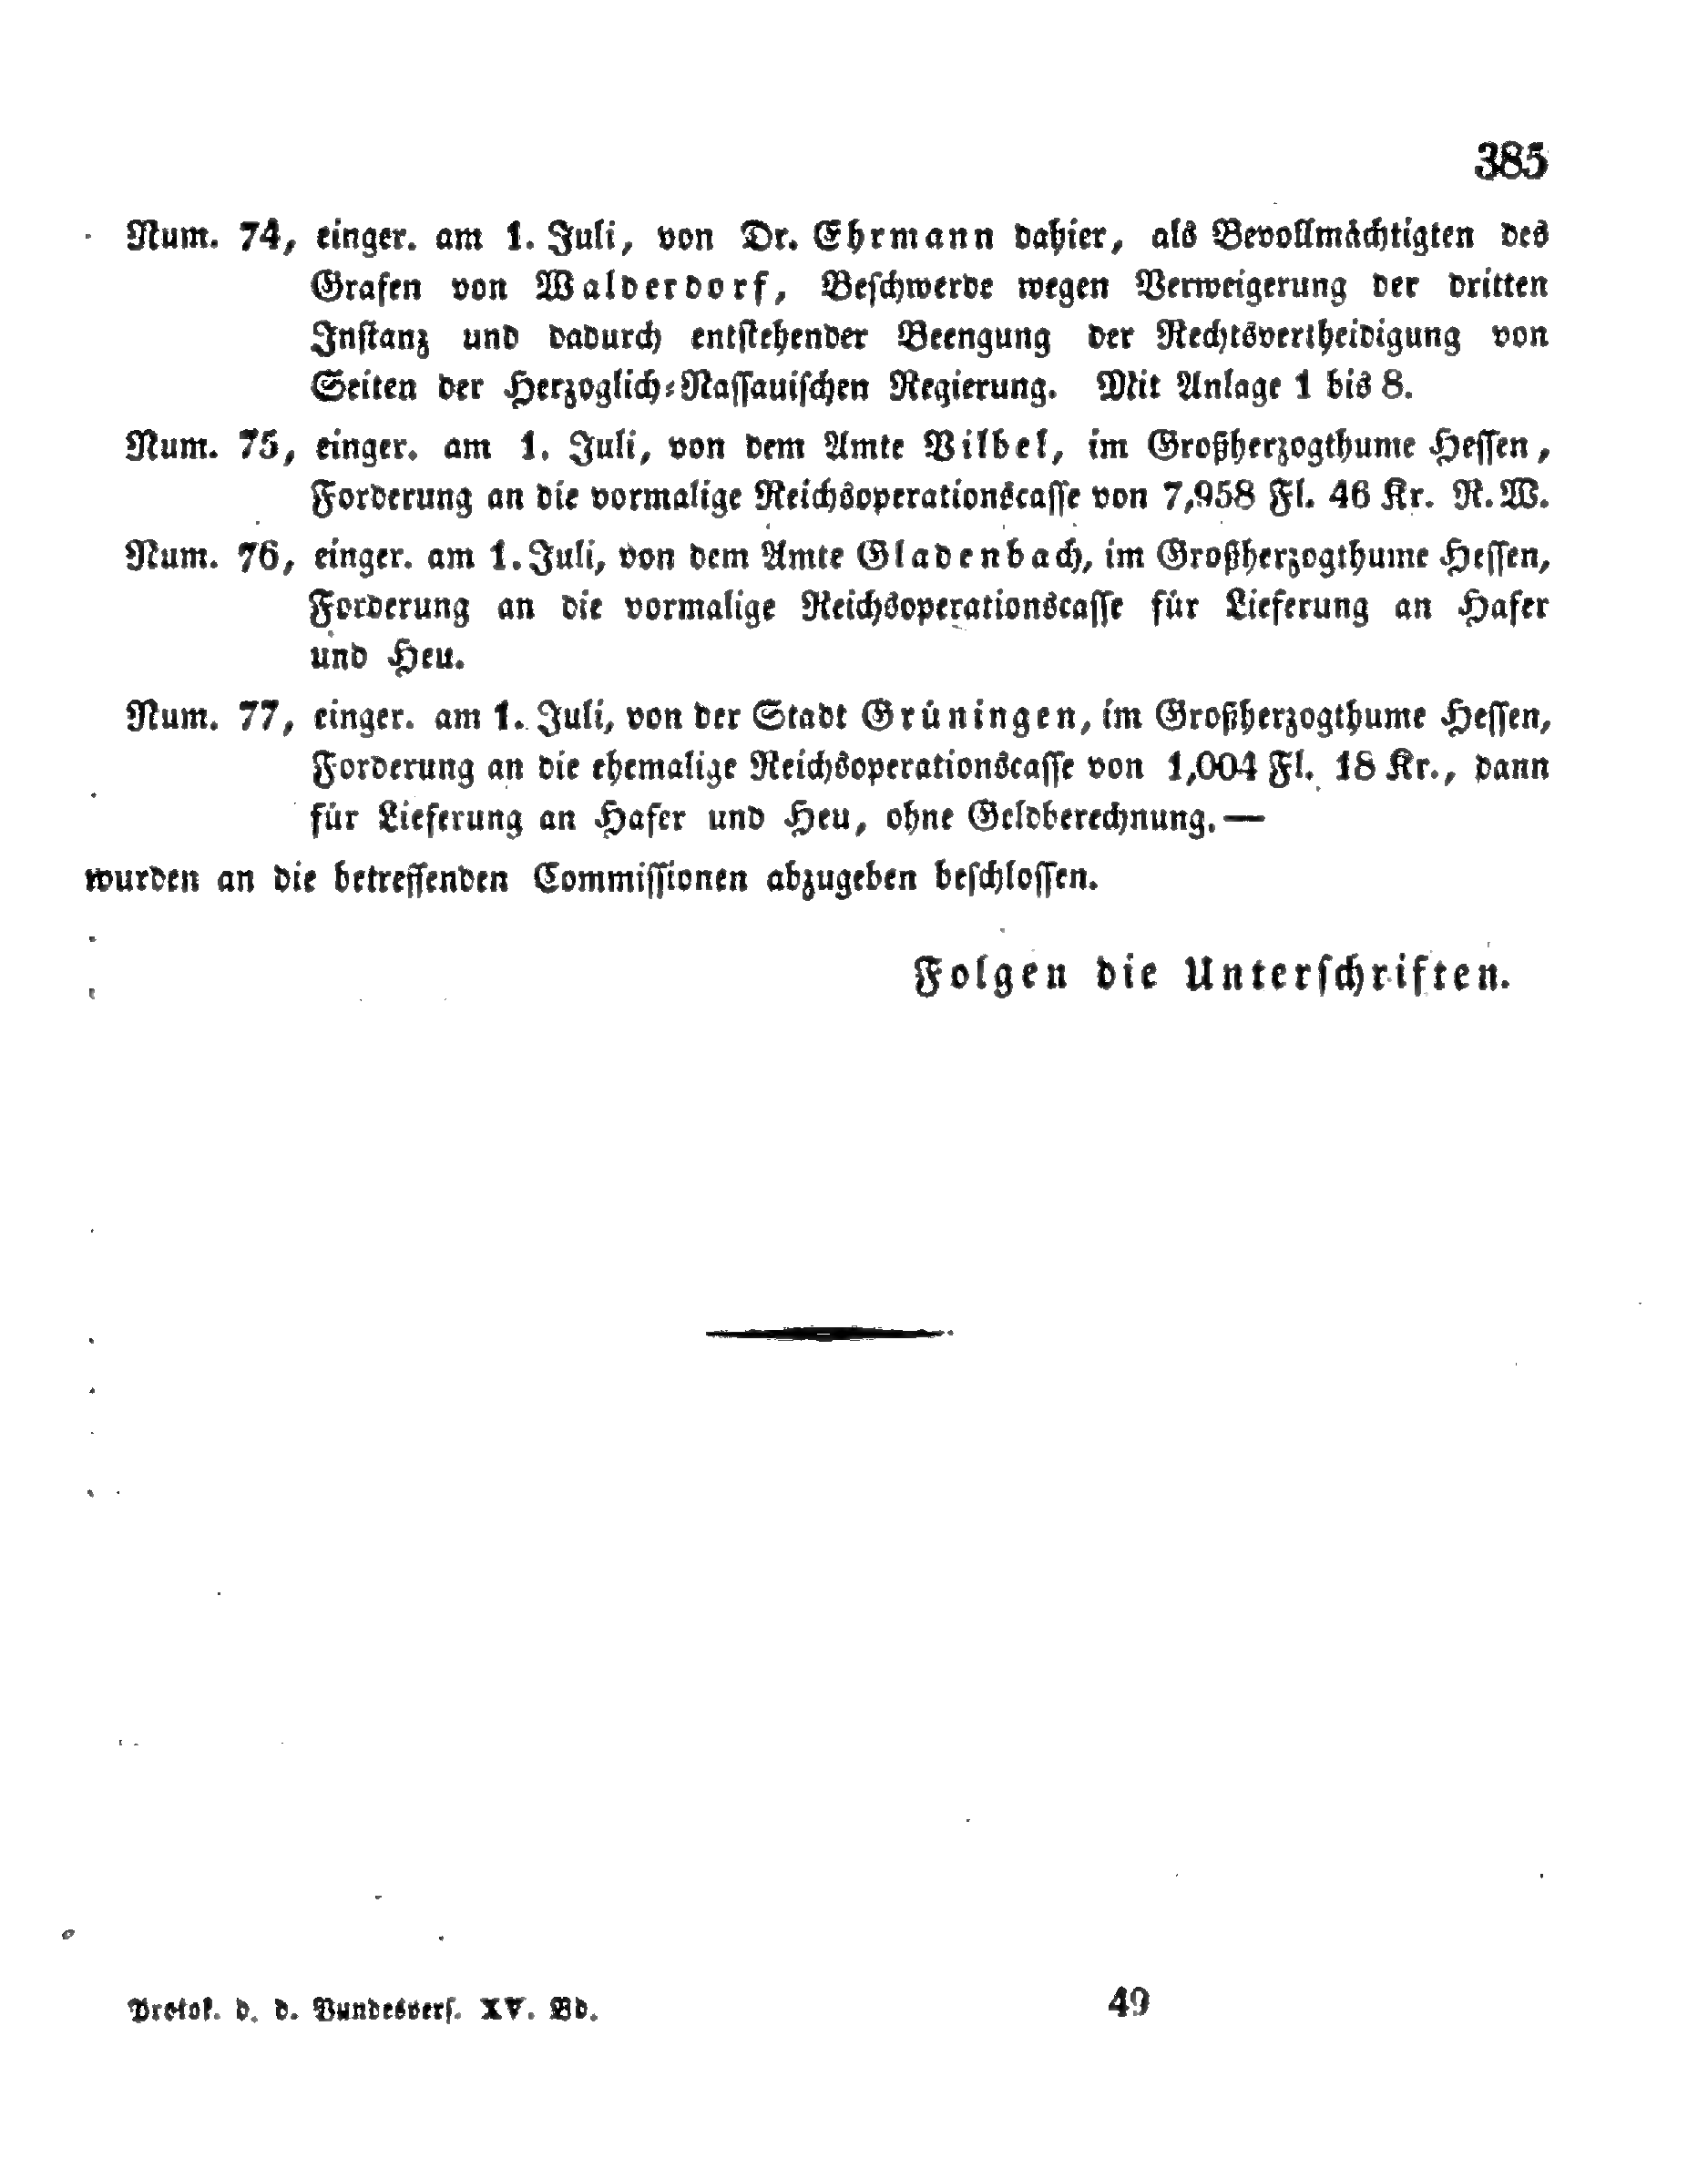 385
Num. 74, einger. am 1. Juli, von Dr. Ehrmann dahier, als Bevollmächtigten des
Grafen von Walderdorf, Beschwerde wegen Verweigerung der dritten
Instanz und dadurch entstehender Beengung der Rechtsvertheidigung von
Seiten der Herzoglich-Nassauischen Regierung. Mit Anlage 1 bis 8.
Num. 75, einger. am 1. Juli, von dem Amte Vilbel, im Großherzogthume Hessen,
Forderung an die vormalige Reichsoperationscasse von 7,958 Fl. 46 Kr. R. W.
Num. 76, einger. am 1. Juli, von dem Amte Gladenbach, im Großherzogthume Hessen,
Forderung an die vormalige Reichsoperationscasse für Lieferung an Hafer
und Heu.
Num. 77, einger. am 1. Juli, von der Stadt Grüningen, im Großherzogthume Hessen,
Forderung an die ehemalige Reichsoperationscasse von 1,004 Fl. 18 Kr., dann
für Lieferung an Hafer und Heu, ohne Geldberechnung. —
wurden an die betreffenden Commissionen abzugeben beschlossen.
Folgen die Unterschriften.
Protok. d. d. Bundesvers. XV. Bd.
49